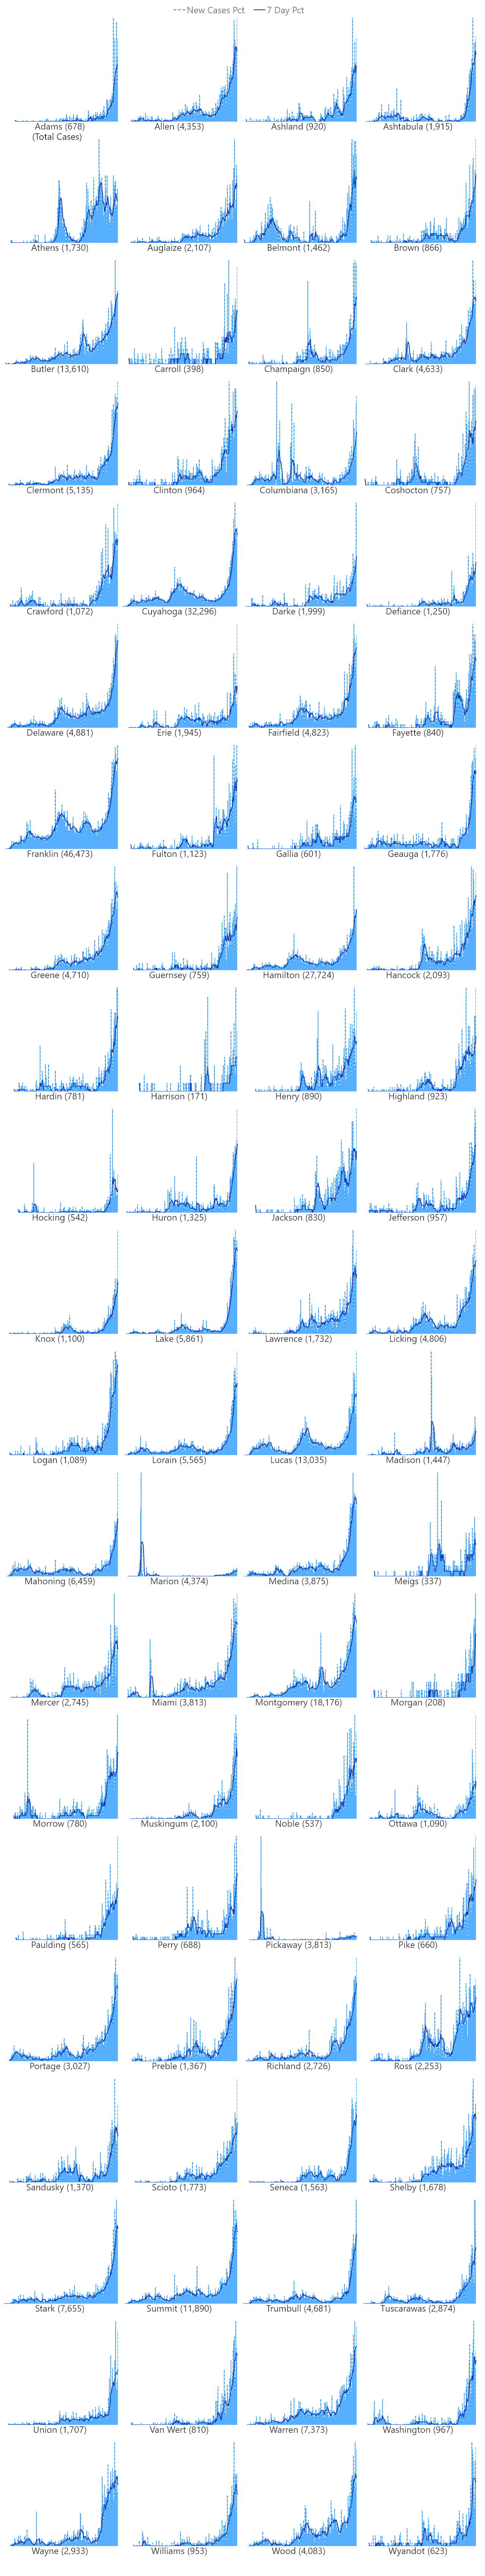 New Cases Pct 7 Day Pct
Adams (678) Allen (4,353) Ashland (920) Ashtabula (1,915)
(Total Cases)
Athens (1,730) Auglaize (2,107) Belmont (1,462) Brown (866)
Butler (13,610) Carroll (398) Champaign (850) Clark (4,633)
Clermont (5,135) Clinton (964) Columbiana (3,165) Coshocton (757)
Crawford (1,072) Cuyahoga (32,296) Darke (1,999) Defiance (1,250)
Delaware (4,881) Erie (1,945) Fairfield (4,823) Fayette (840)
Franklin (46,473) Fulton (1,123) Gallia (601) Geauga (1,776)
Greene (4,710) Guernsey (759) Hamilton (27,724) Hancock (2,093)
Hardin (781) Harrison (171) Henry (890) Highland (923)
Hocking (542) Huron (1,325) Jackson (830) Jefferson (957)
Knox (1,100) Lake (5,861) Lawrence (1,732) Licking (4,806)
Logan (1,089) Lorain (5,565) Lucas (13,035) Madison (1,447)
Mahoning (6,459) Marion (4,374) Medina (3,875) Meigs (337)
Mercer (2,745) Miami (3,813) Montgomery (18,176) Morgan (208)
Morrow (780) Muskingum (2,100) Noble (537) Ottawa (1,090)
Paulding (565) Perry (688) Pickaway (3,813) Pike (660)
Portage (3,027) Preble (1,367) Richland (2,726) Ross (2,253)
Sandusky (1,370) Scioto (1,773) Seneca (1,563) Shelby (1,678)
Stark (7,655) Summit (11,890) Trumbull (4,681) Tuscarawas (2,874)
Union (1,707) Van Wert (810) Warren (7,373) Washington (967)
Wayne (2,933) Williams (953) Wood (4,083) Wyandot (623)